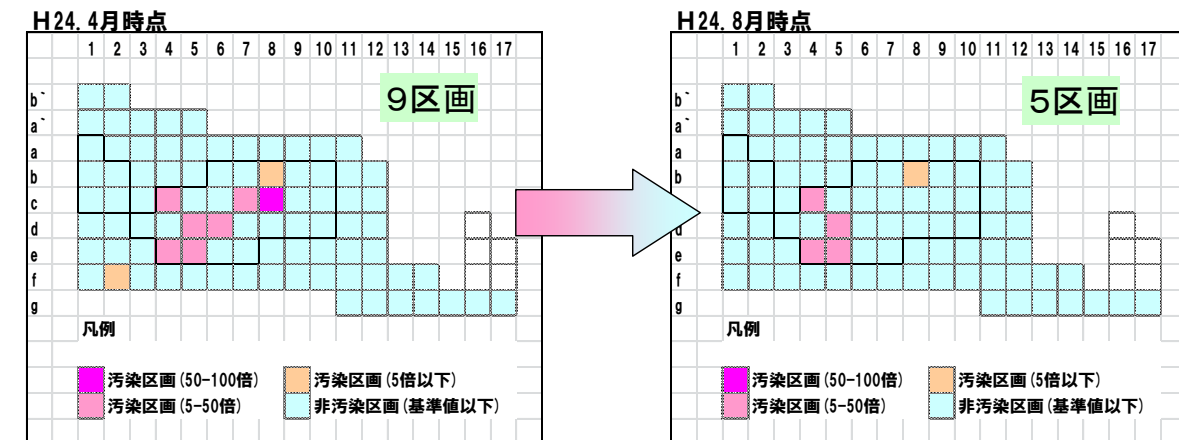 H24.4月時点
1 2 3 4 5 6 7 8 9 10 11 12 13 14 15 16 17
9区画
b`
a`
a
b
c
d
e
f
g
凡例
汚染区画(50-100倍) 汚染区画(5倍以下)
汚染区画(5-50倍) 非汚染区画(基準値以下)
H24.8月時点
1 2 3 4 5 6 7 8 9 10 11 12 13 14 15 16 17
5区画
b`
a`
a
b
c
d
e
f
g
凡例
汚染区画(50-100倍) 汚染区画(5倍以下)
汚染区画(5-50倍) 非汚染区画(基準値以下)